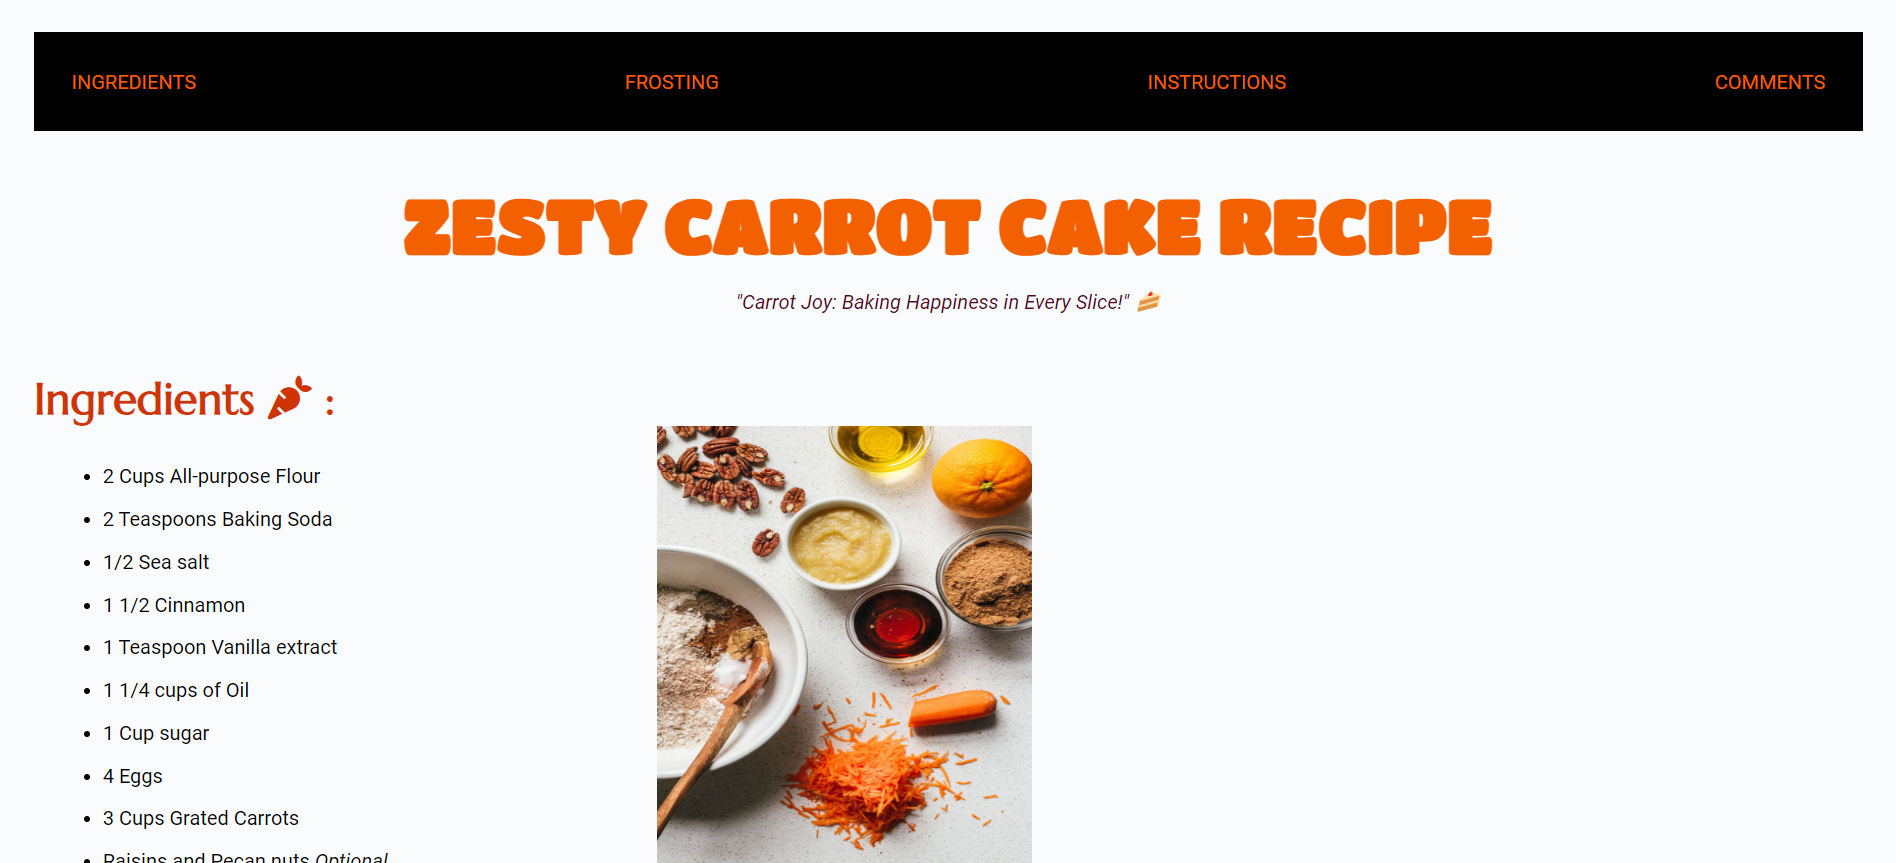 INGREDIENTS FROSTING INSTRUCTIONS COMMENTS
ZESTY CARROT CAKE RECIPE
"Carrot Joy: Baking Happiness in Every Slice!" 🍰
Ingredients 🥕 :
2 Cups All-purpose Flour
2 Teaspoons Baking Soda
1/2 Sea salt
1 1/2 Cinnamon
1 Teaspoon Vanilla extract
1 1/4 cups of Oil
1 Cup sugar
4 Eggs
3 Cups Grated Carrots
Raisins and Pecan nuts Optional